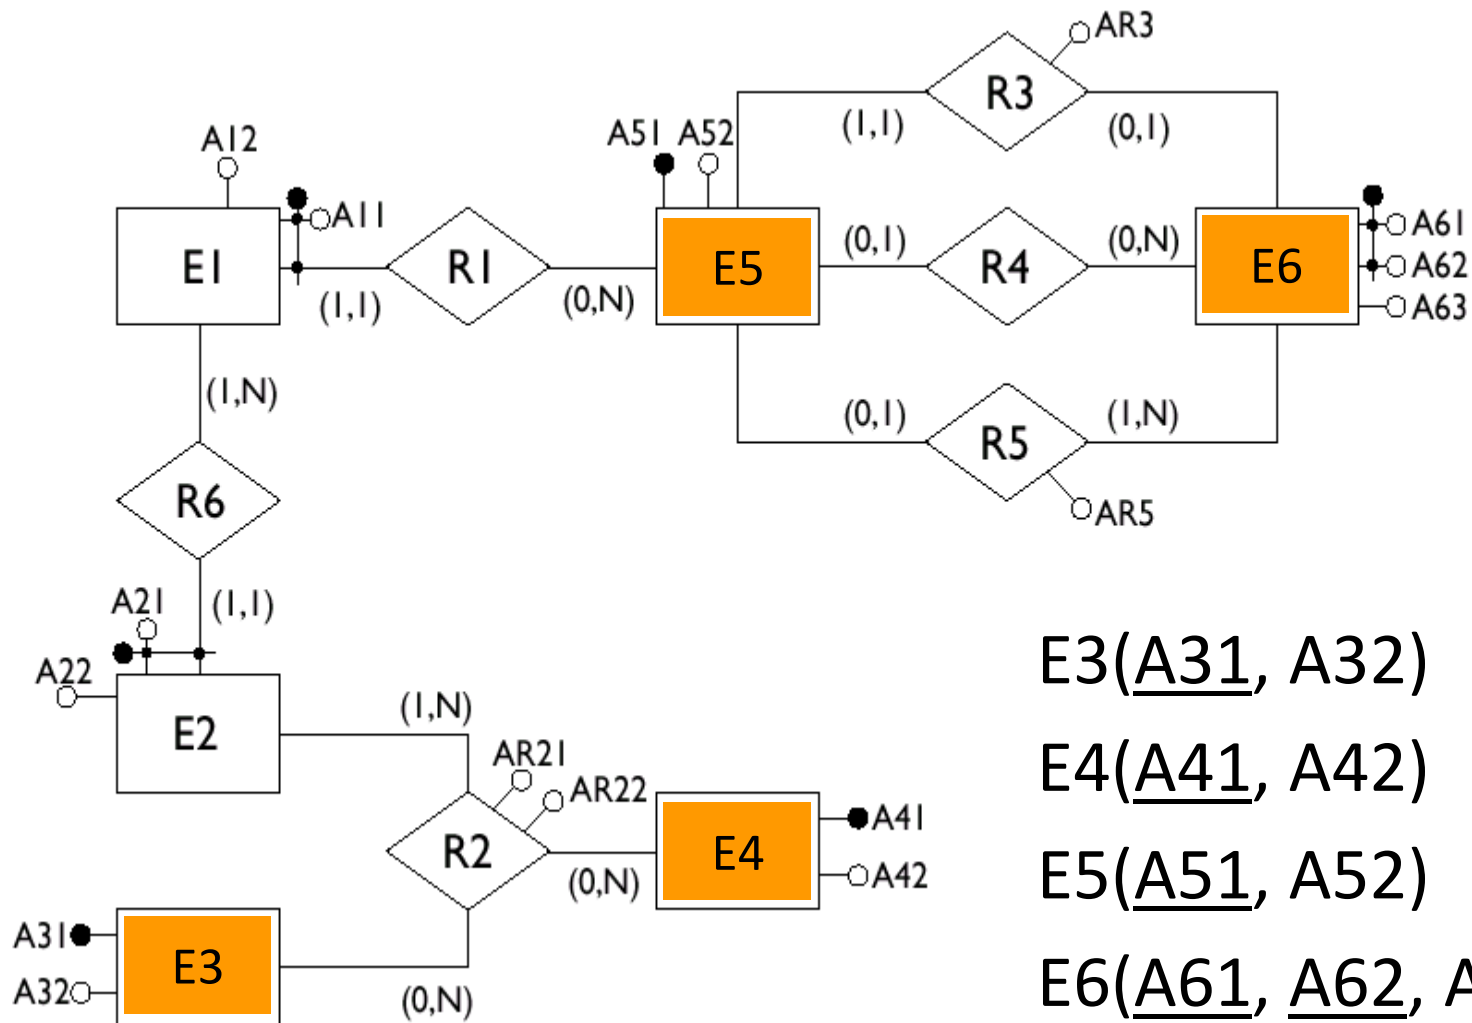 AR3
R3
(1,1)
(0,1)
A12
A51 A52
A11
E1
R1
(1,1)
(0,N)
E5
(0,1)
R4
(0,N)
E6
A61
A62
A63
(1,N)
(0,1)
R5
(1,N)
AR5
R6
A21
(1,1)
A22
E2
(1,N)
AR21
AR22
R2
(0,N)
E4
A41
A42
A31
A32
E3
(0,N)
E3(A31, A32)
E4(A41, A42)
E5(A51, A52)
E6(A61, A62, A